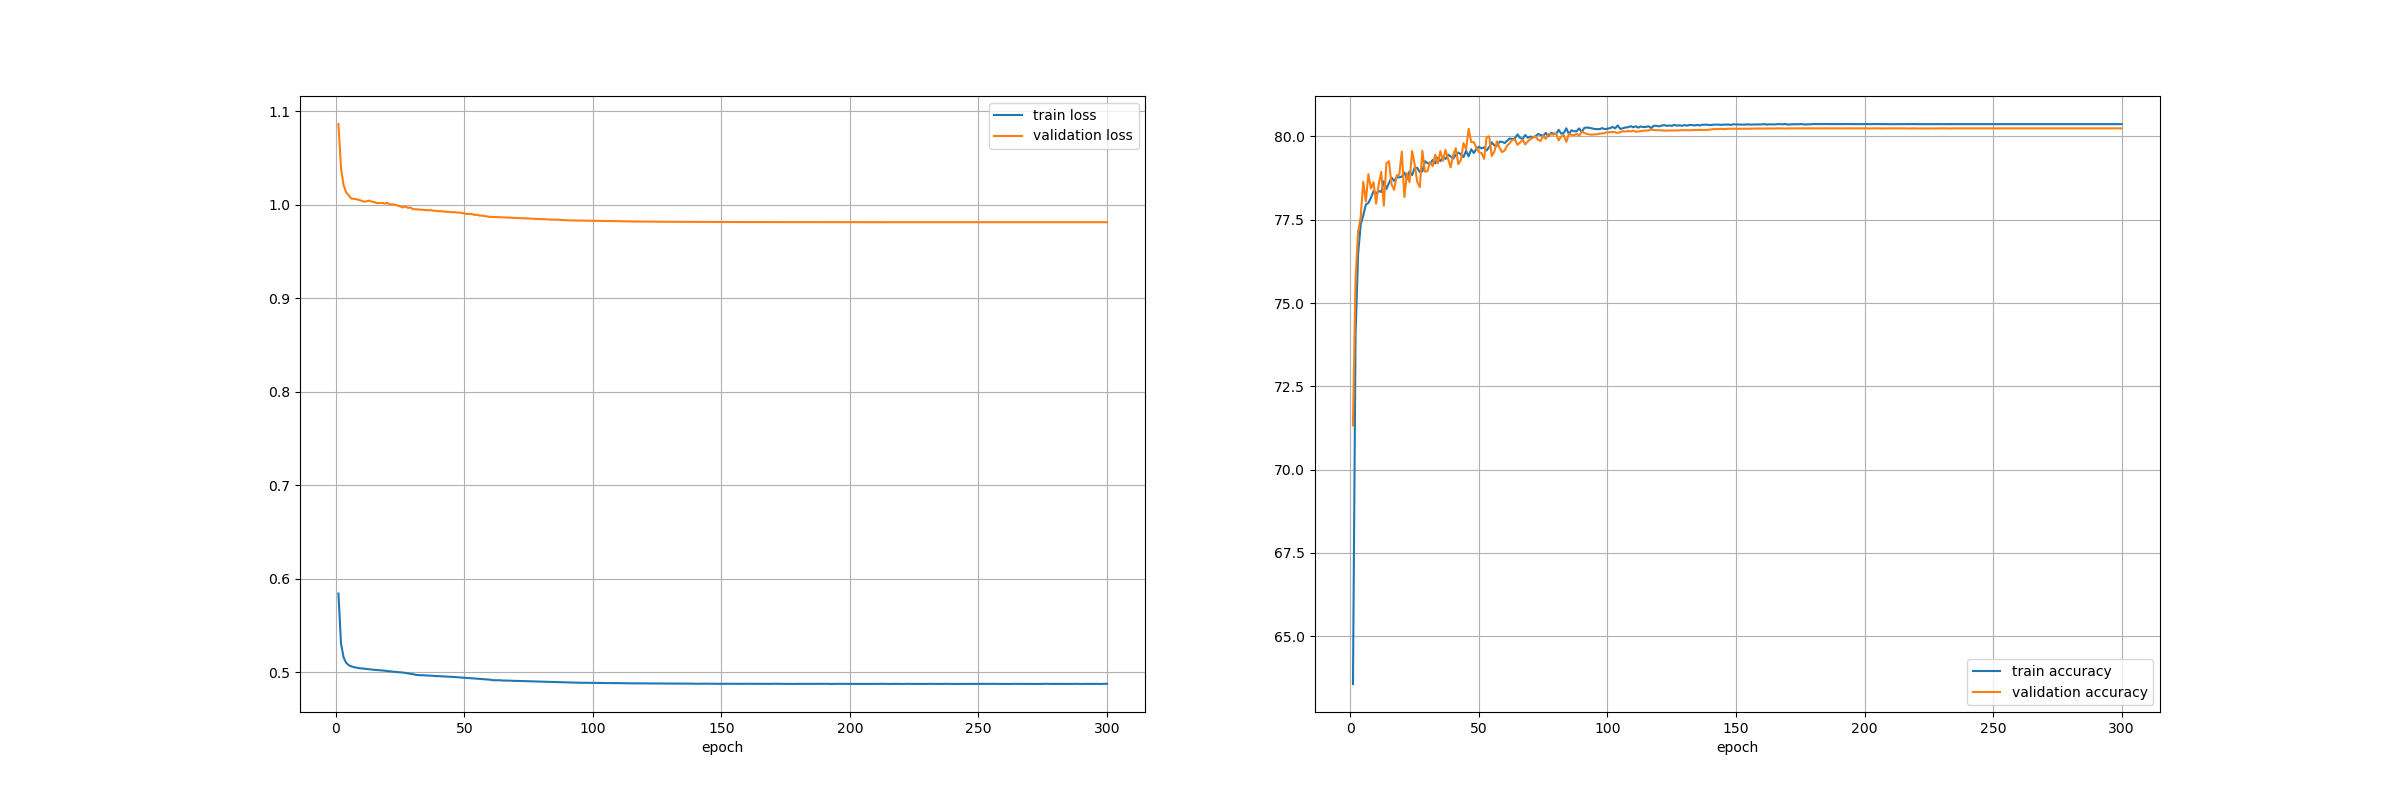 1.1
1.0
0.9
0.8
0.7
0.6
0.5
0 50 100 150 200 250 300
epoch
train loss
validation loss
80.0
77.5
75.0
72.5
70.0
67.5
65.0
0 50 100 150 200 250 300
epoch
train accuracy
validation accuracy